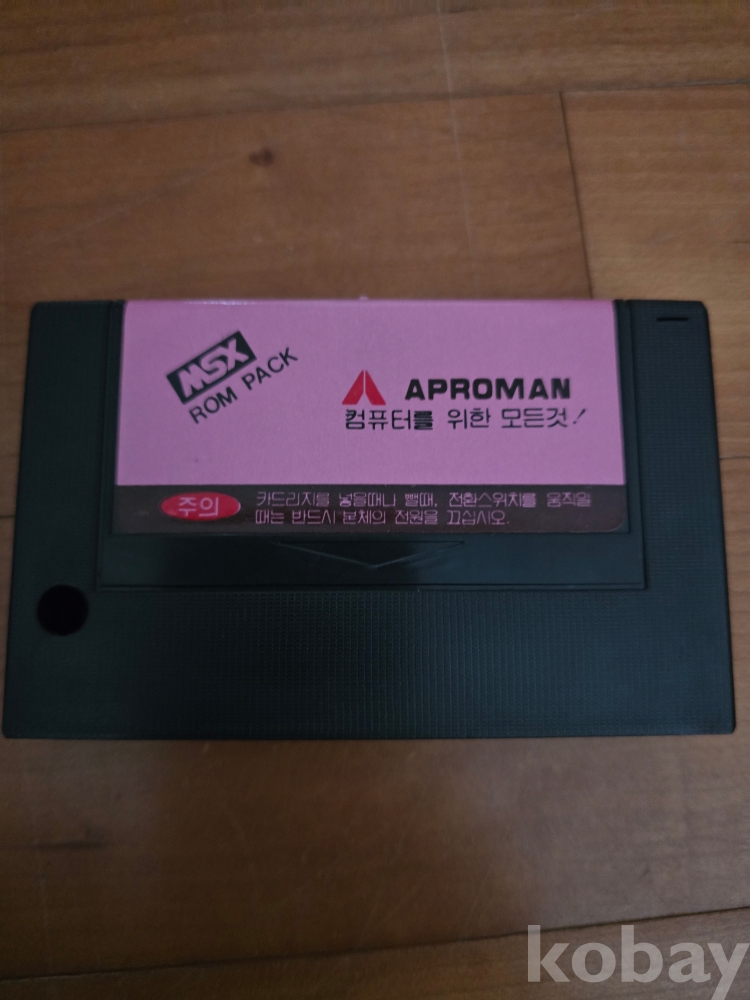 MSX
ROM PACK
APROMAN
컴퓨터를 위한 모든것!
주의
카드리지를 넣을때나 뺄때, 전환스위치를 움직일
때는 반드시 본체의 전원을 끄십시오.
kobay